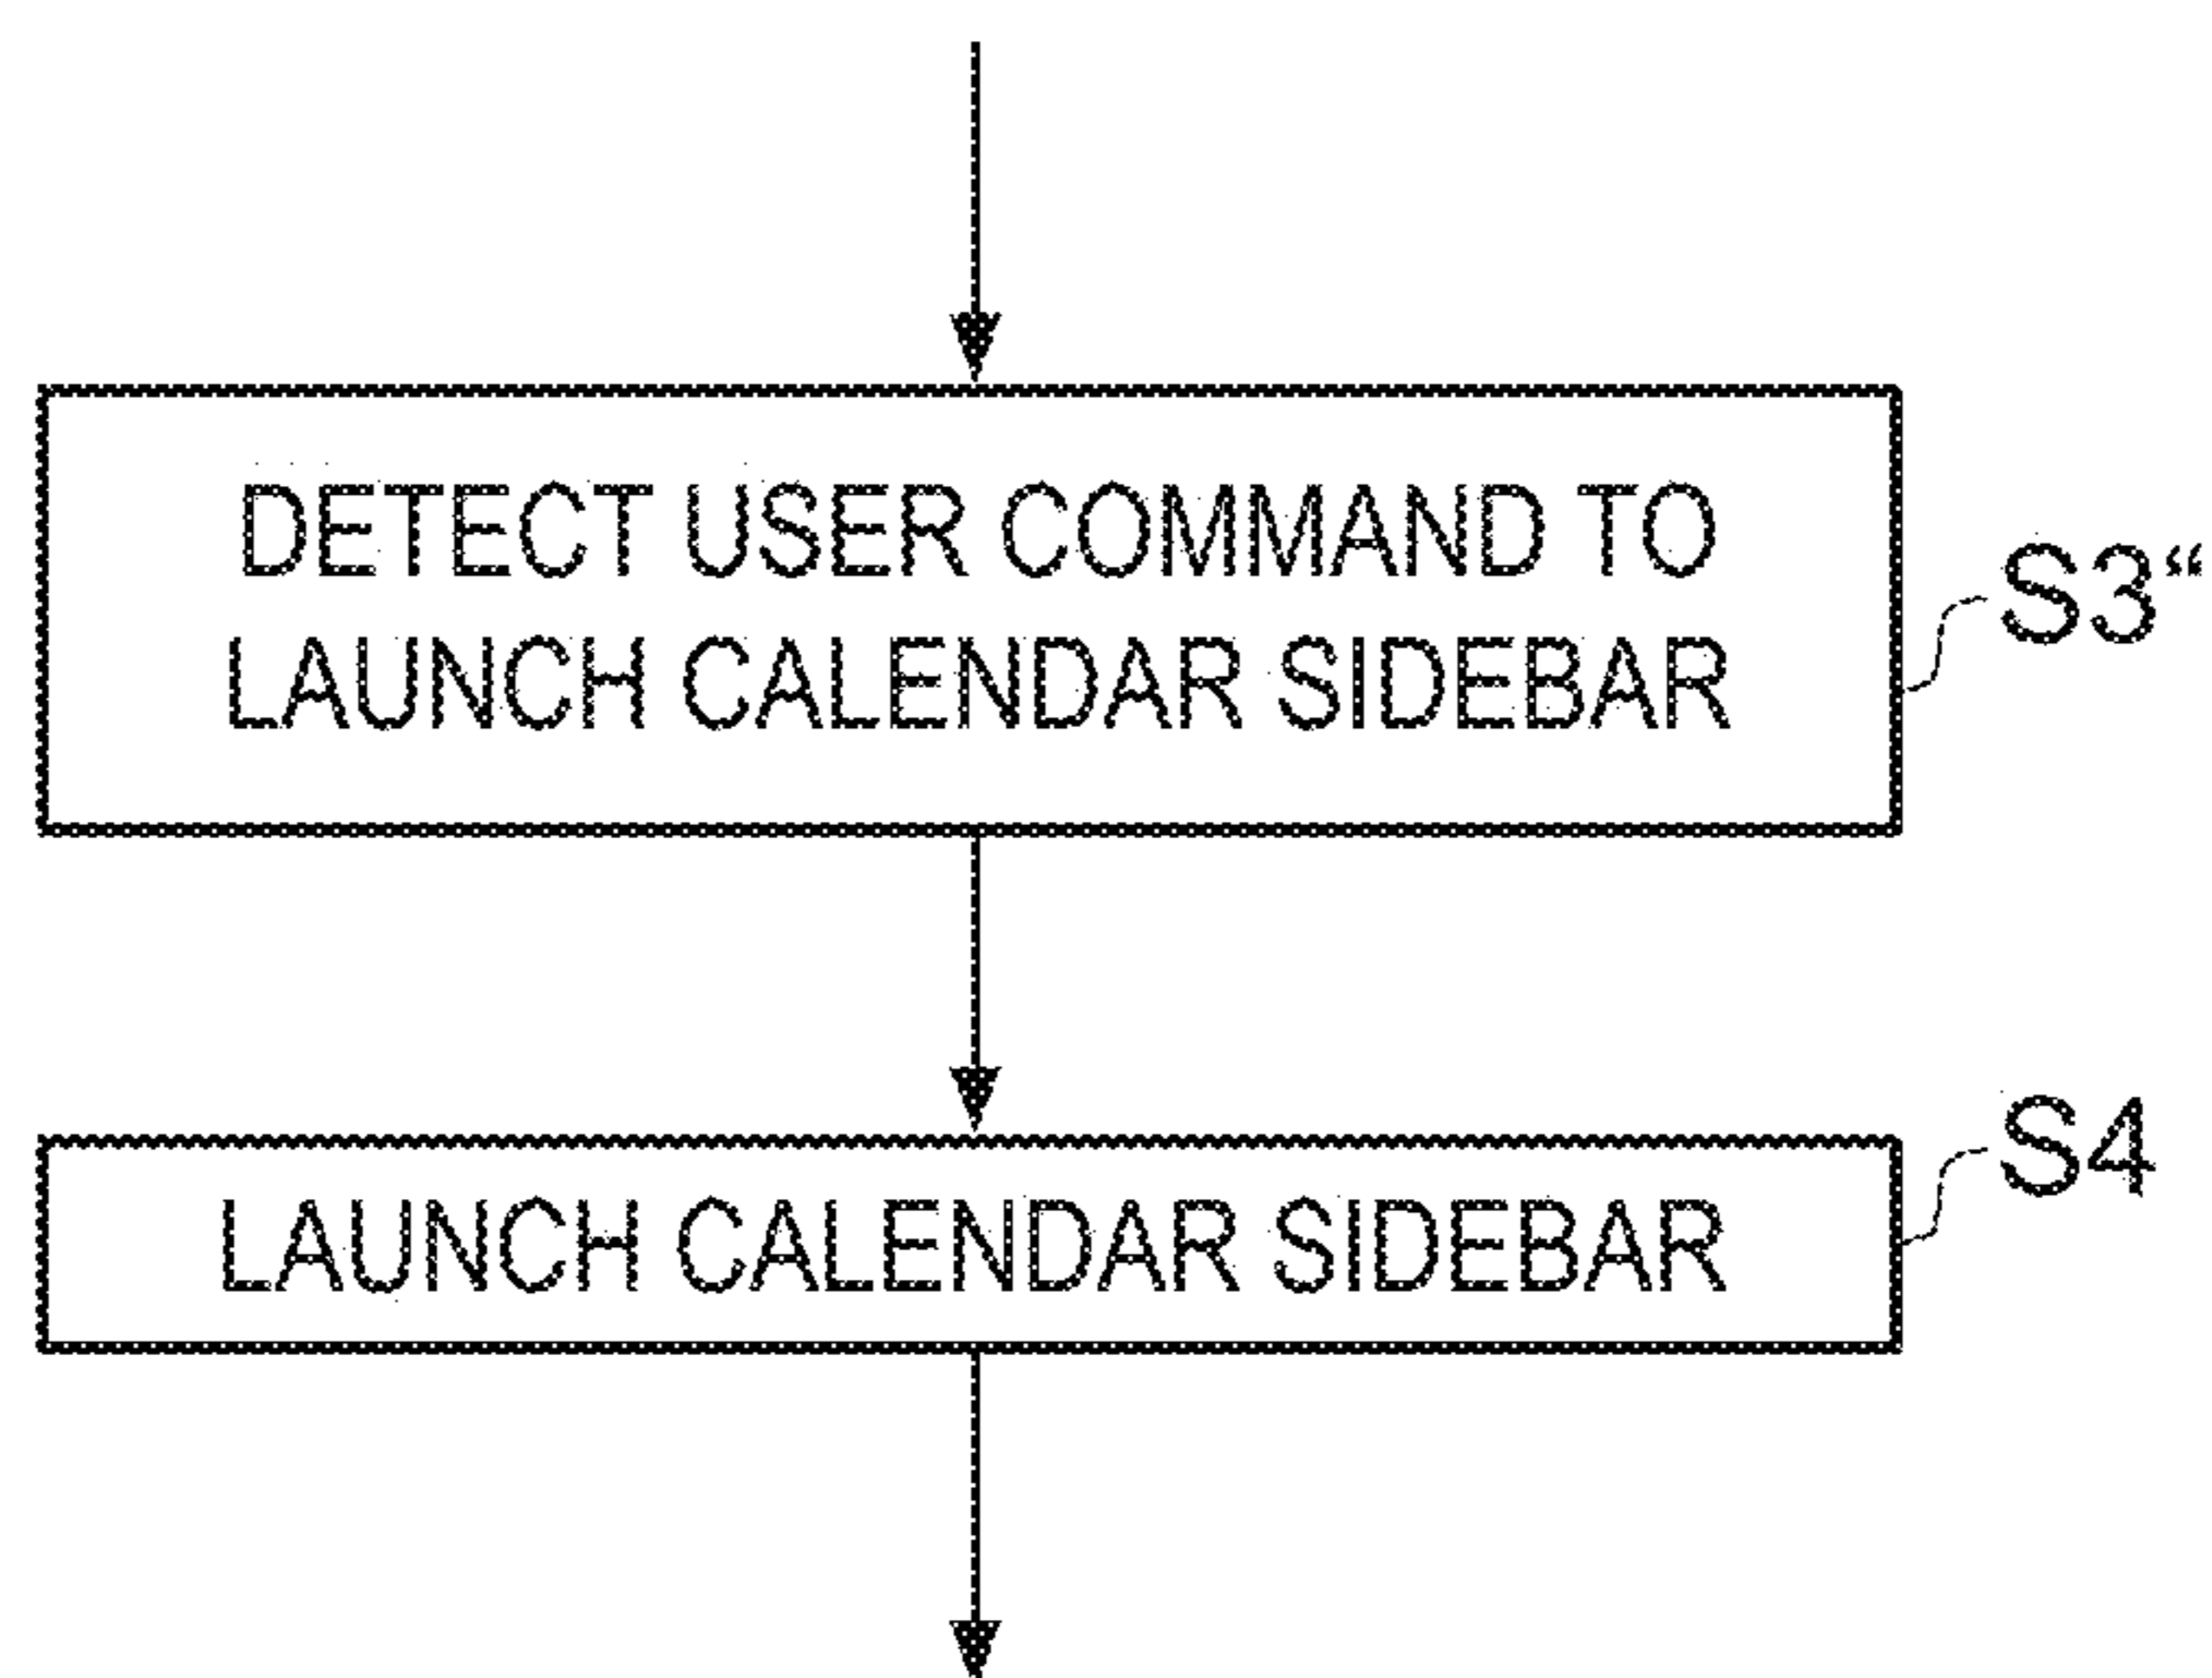 DETECT USER COMMAND TO
LAUNCH CALENDAR SIDEBAR
S3“
LAUNCH CALENDAR SIDEBAR
S4